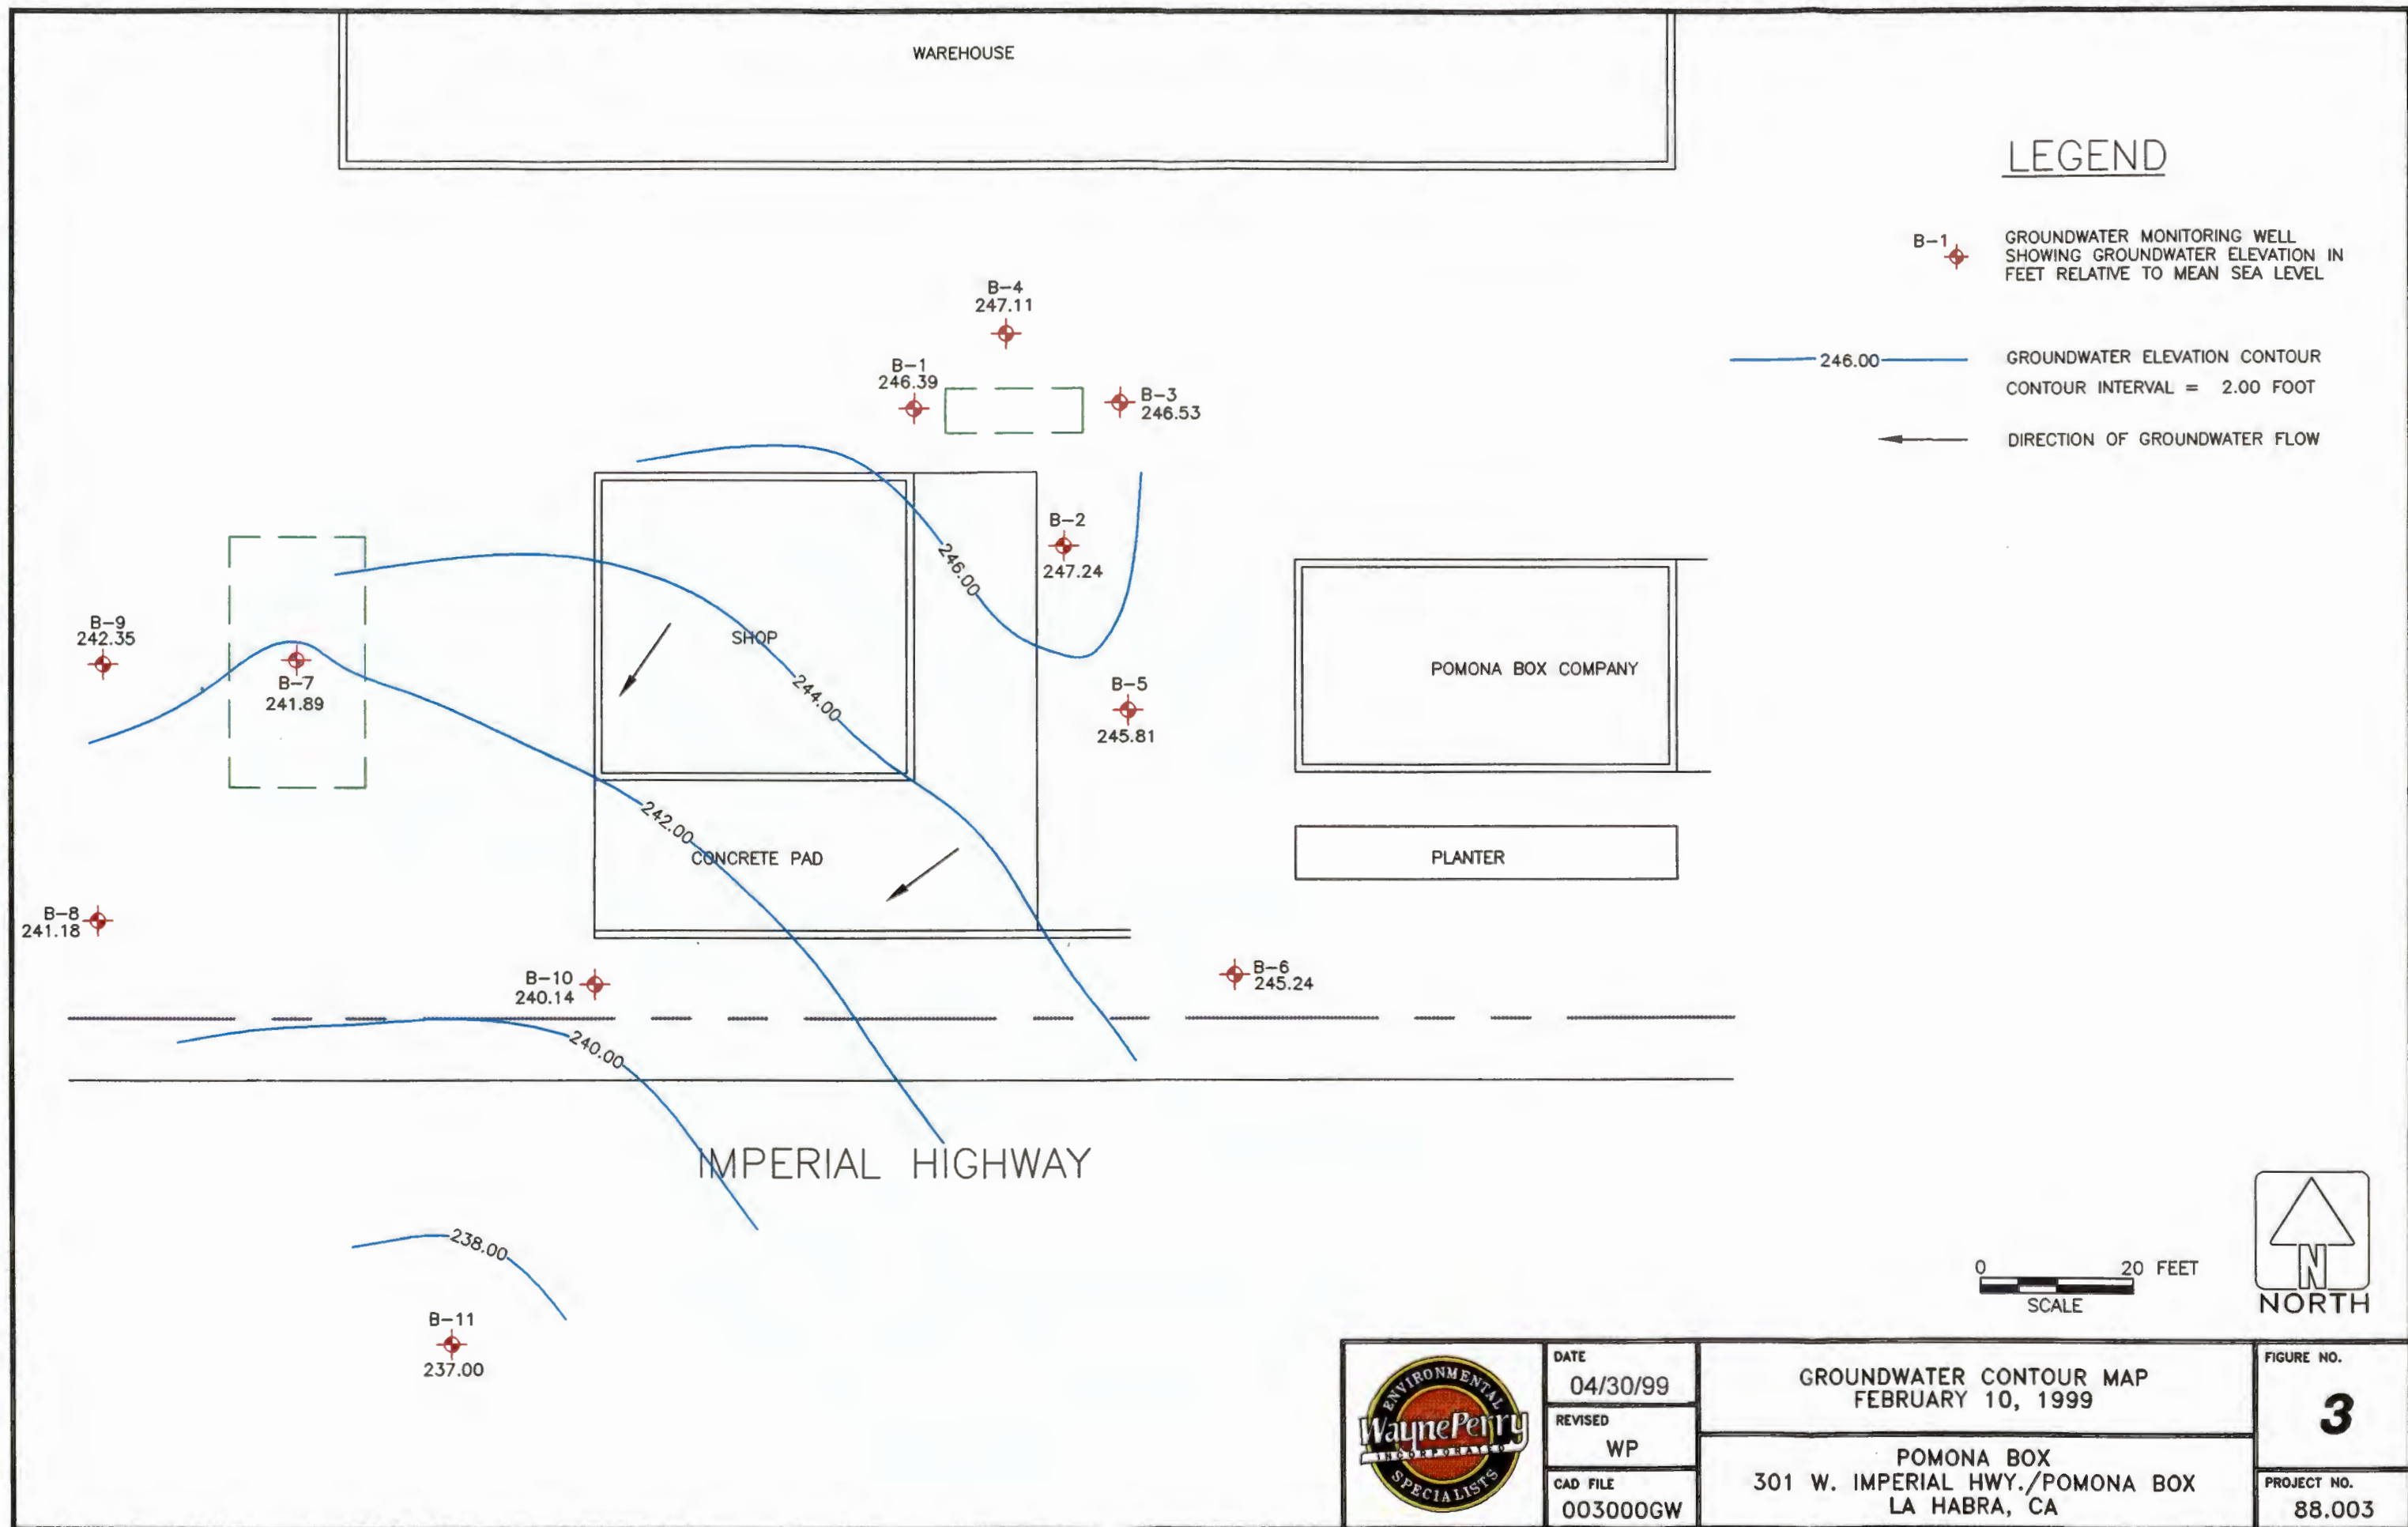 WAREHOUSE
LEGEND
B-1
GROUNDWATER MONITORING WELL
SHOWING GROUNDWATER ELEVATION IN
FEET RELATIVE TO MEAN SEA LEVEL
246.00
GROUNDWATER ELEVATION CONTOUR
CONTOUR INTERVAL = 2.00 FOOT
DIRECTION OF GROUNDWATER FLOW
B-4
247.11
B-1
246.39
B-3
246.53
B-2
247.24
246.00
B-9
242.35
B-7
241.89
SHOP
244.00
B-5
245.81
POMONA BOX COMPANY
242.00
CONCRETE PAD
PLANTER
B-8
241.18
B-10
240.14
B-6
245.24
240.00
IMPERIAL HIGHWAY
238.00
B-11
237.00
0 20 FEET
SCALE
N
NORTH
ENVIRONMENTAL
WaynePerry
INCORPORATED
SPECIALISTS
DATE
04/30/99
REVISED
WP
CAD FILE
003000GW
GROUNDWATER CONTOUR MAP
FEBRUARY 10, 1999
POMONA BOX
301 W. IMPERIAL HWY./POMONA BOX
LA HABRA, CA
FIGURE NO.
3
PROJECT NO.
88.003